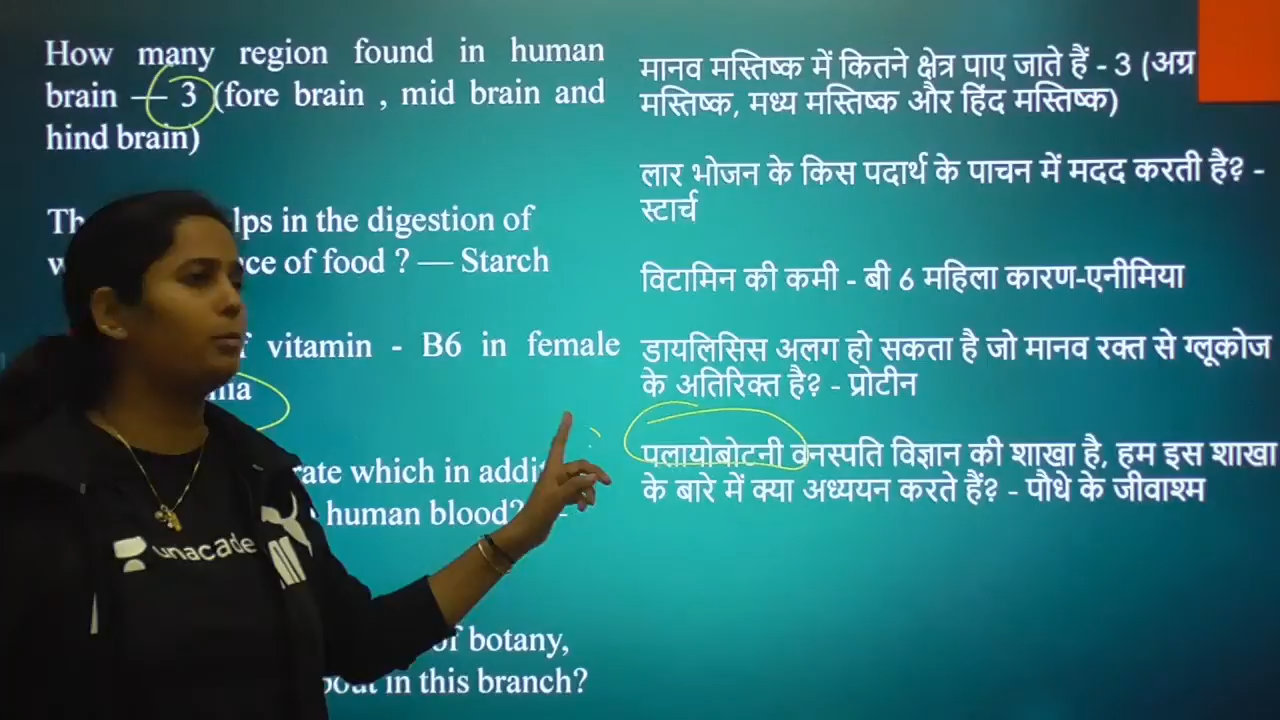 How many region found in human
brain — 3 (fore brain , mid brain and
hind brain)
lps in the digestion of
ce of food ? — Starch
vitamin - B6 in female
rate which in addit
human blood? -
of botany,
in this branch?
मानव मस्तिष्क में कितने क्षेत्र पाए जाते हैं - 3 (अग्र
मस्तिष्क, मध्य मस्तिष्क और हिंद मस्तिष्क)
लार भोजन के किस पदार्थ के पाचन में मदद करती है? -
स्टार्च
विटामिन की कमी - बी 6 महिला कारण-एनीमिया
डायलिसिस अलग हो सकता है जो मानव रक्त से ग्लूकोज
के अतिरिक्त है? - प्रोटीन
पलायोबोटनी वनस्पति विज्ञान की शाखा है, हम इस शाखा
के बारे में क्या अध्ययन करते हैं? - पौधे के जीवाश्म
unacade